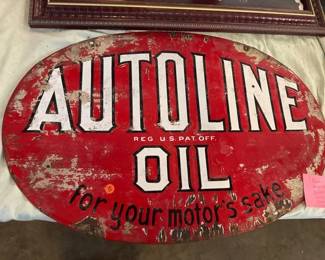 AUTOLINE
REG U.S. PAT. OFF.
OIL
for your motor's sake